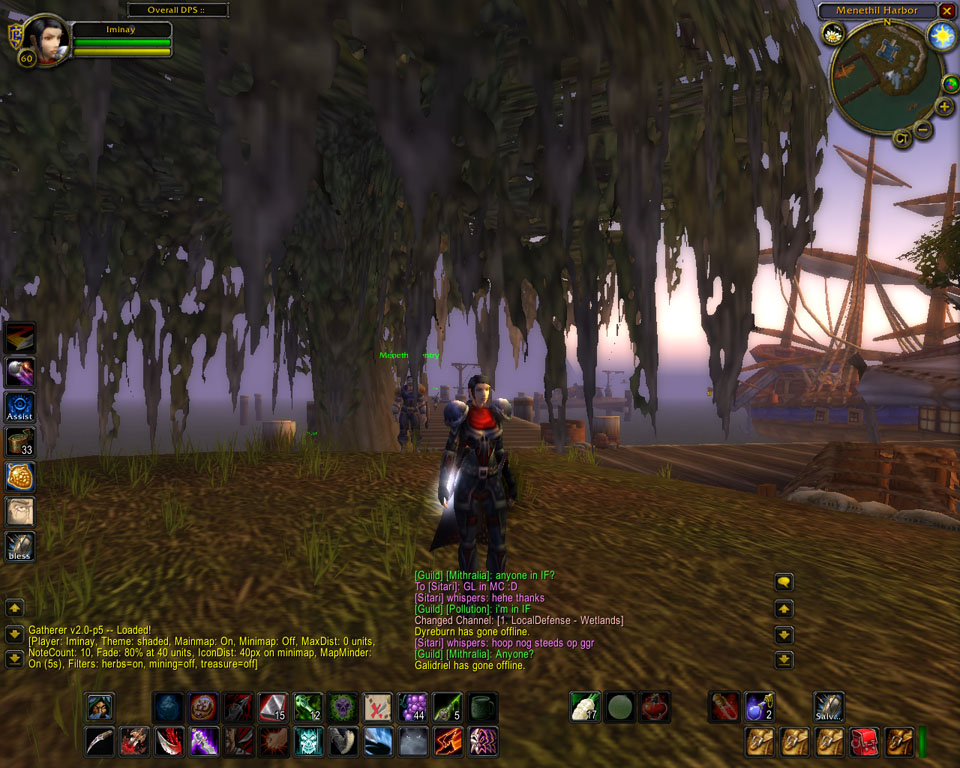 Overall DPS ::
Iminay
60
Menethil Harbor
N
CT
Assist
33
bless
[Guild] [Mithralia]: anyone in IF?
To [Sitari]: GL in MC :D
[Sitari] whispers: hehe thanks
[Guild] [Pollution]: i'm in IF
Changed Channel: [1. LocalDefense - Wetlands]
Dyreburn has gone offline.
[Sitari] whispers: hoop nog steeds op ggr
[Guild] [Mithralia]: Anyone?
Galidriel has gone offline.
Gatherer v2.0-p5 -- Loaded!
[Player: Iminay, Theme: shaded, Mainmap: On, Minimap: Off, MaxDist: 0 units,
NoteCount: 10, Fade: 80% at 40 units, IconDist: 40px on minimap, MapMinder:
On (5s), Filters: herbs=on, mining=off, treasure=off]
15
12
44
5
17
2
Salv...